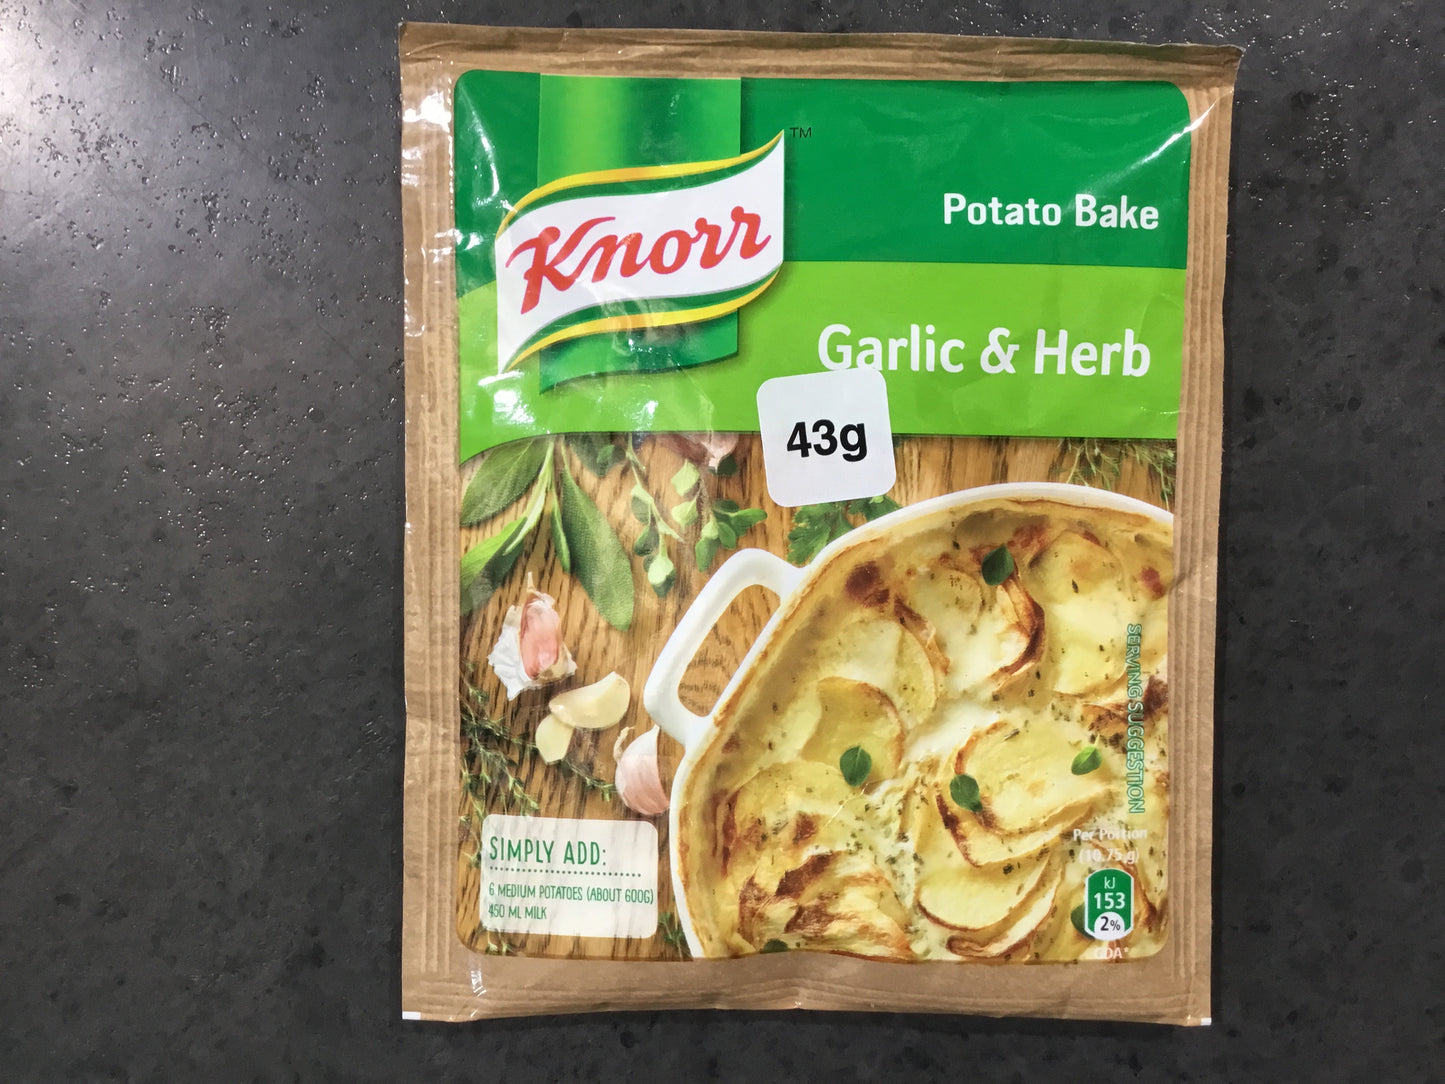 Knorr
TM
Potato Bake
Garlic & Herb
43g
SERVING SUGGESTION
SIMPLY ADD:
6 MEDIUM POTATOES (ABOUT 600G)
450 ML MILK
Per Portion
(10.75 g)
kJ
153
2%
GDA*